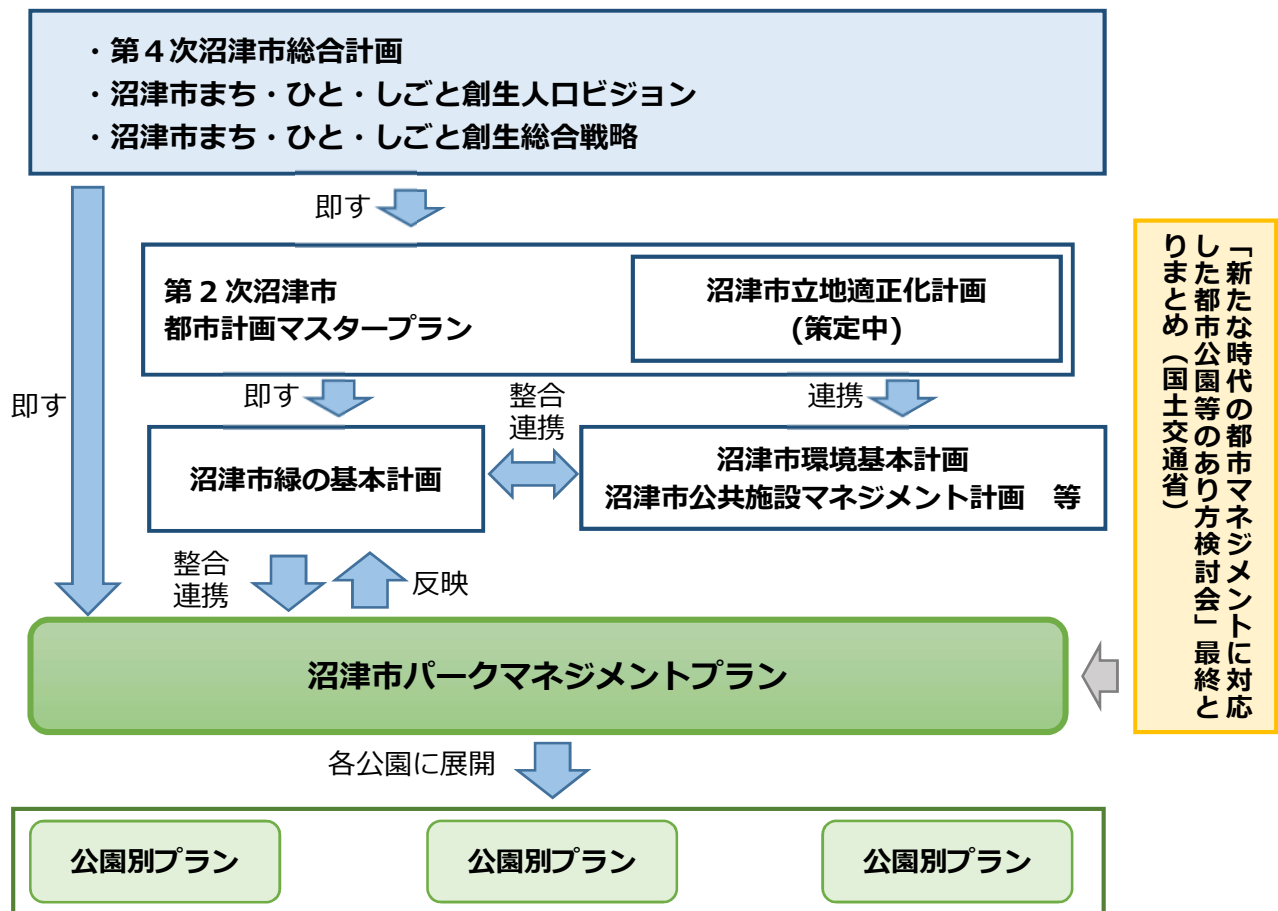 ・第４次沼津市総合計画
・沼津市まち・ひと・しごと創生人口ビジョン
・沼津市まち・ひと・しごと創生総合戦略
即す
第２次沼津市
都市計画マスタープラン
沼津市立地適正化計画
(策定中)
即す
即す
整合
連携
連携
沼津市緑の基本計画
沼津市環境基本計画
沼津市公共施設マネジメント計画　等
整合
連携
反映
沼津市パークマネジメントプラン
「新たな時代の都市マネジメントに対応
した都市公園等のあり方検討会」最終と
りまとめ（国土交通省）
各公園に展開
公園別プラン
公園別プラン
公園別プラン